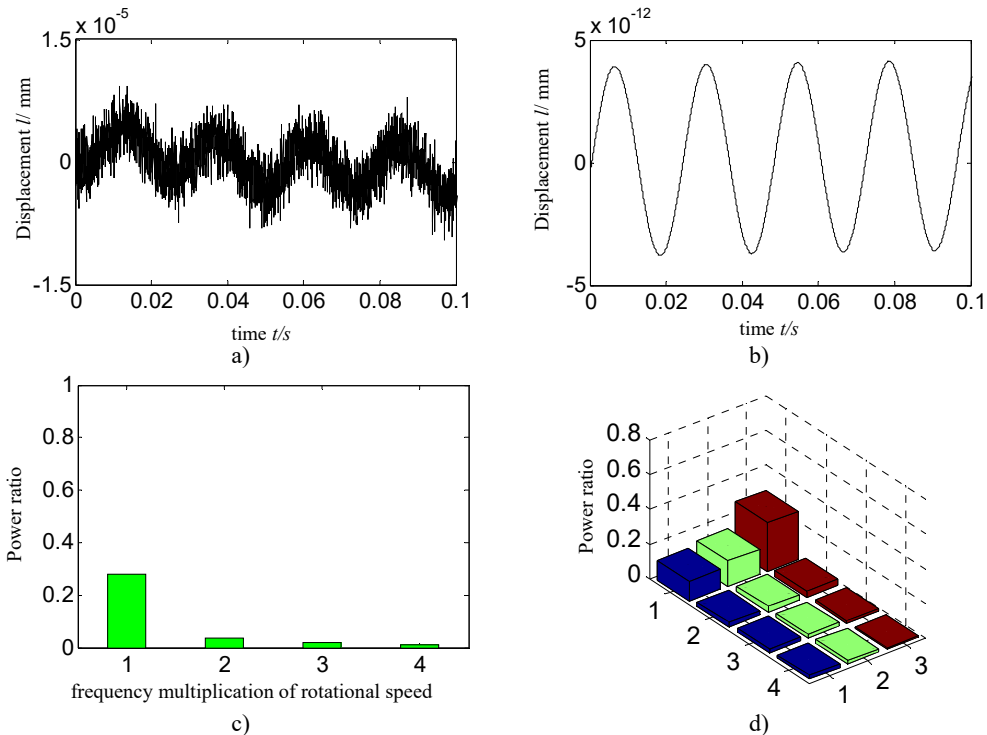 x 10-5
1.5
0
-1.5
Displacement l/ mm
0 0.02 0.04 0.06 0.08 0.1
time t/s
a)
x 10-12
5
0
-5
Displacement l/ mm
0 0.02 0.04 0.06 0.08 0.1
time t/s
b)
1
0.8
0.6
0.4
0.2
0
Power ratio
1 2 3 4
frequency multiplication of rotational speed
c)
0.8
0.6
0.4
0.2
0
Power ratio
1
2
3
4
1
2
3
d)